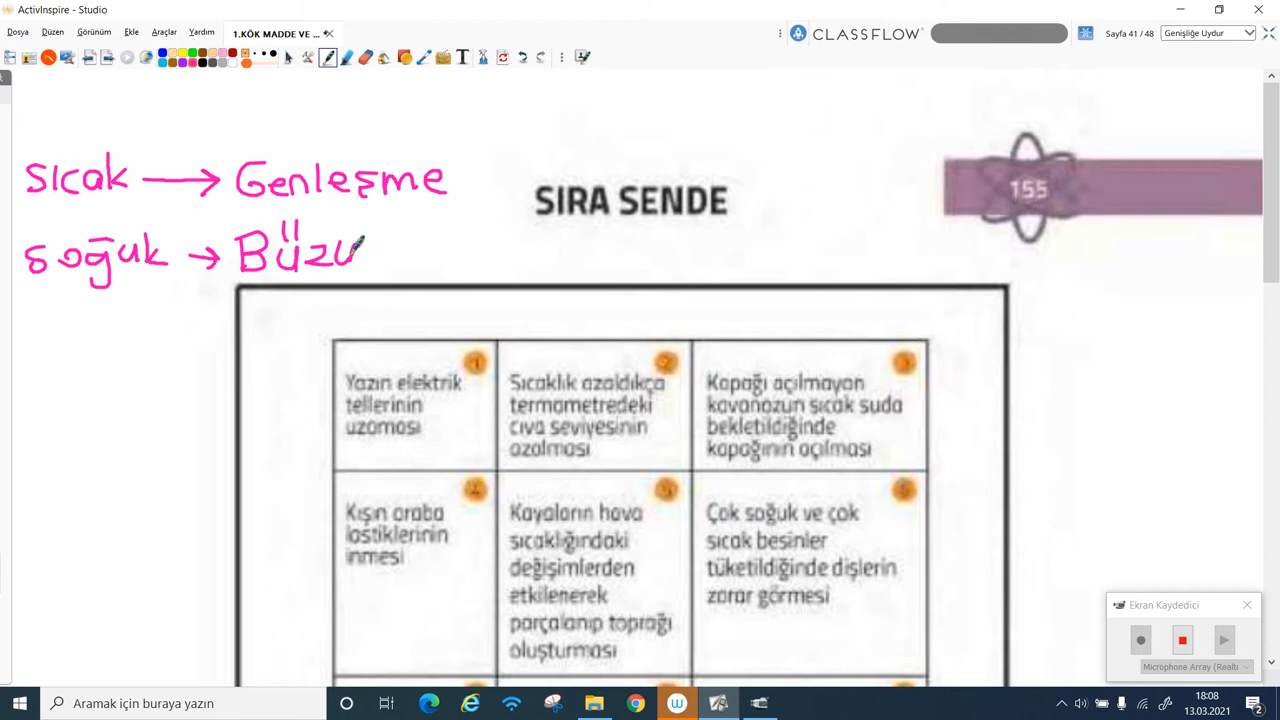 ActivInspire - Studio
Dosya Düzen Görünüm Ekle Araçlar Yardım
1.KÖK MADDE VE ...
CLASSFLOW
Sayfa 41 / 48
Genişliğe Uydur
155
Sıcak → Genleşme
SIRA SENDE
Soğuk → Büzü
1
Yazın elektrik
tellerinin
uzaması
2
Sıcaklık azaldıkça
termometredeki
cıva seviyesinin
azalması
3
Kapağı açılmayan
kavanozun sıcak suda
bekletildiğinde
kapağının açılması
4
Kışın araba
lastiklerinin
inmesi
5
Kayaların hava
sıcaklığındaki
değişimlerden
etkilenerek
parçalanıp toprağı
oluşturması
6
Çok soğuk ve çok
sıcak besinler
tüketildiğinde dişlerin
zarar görmesi
Ekran Kaydedici
Microphone Array (Realt
Aramak için buraya yazın
18:08
13.03.2021
2